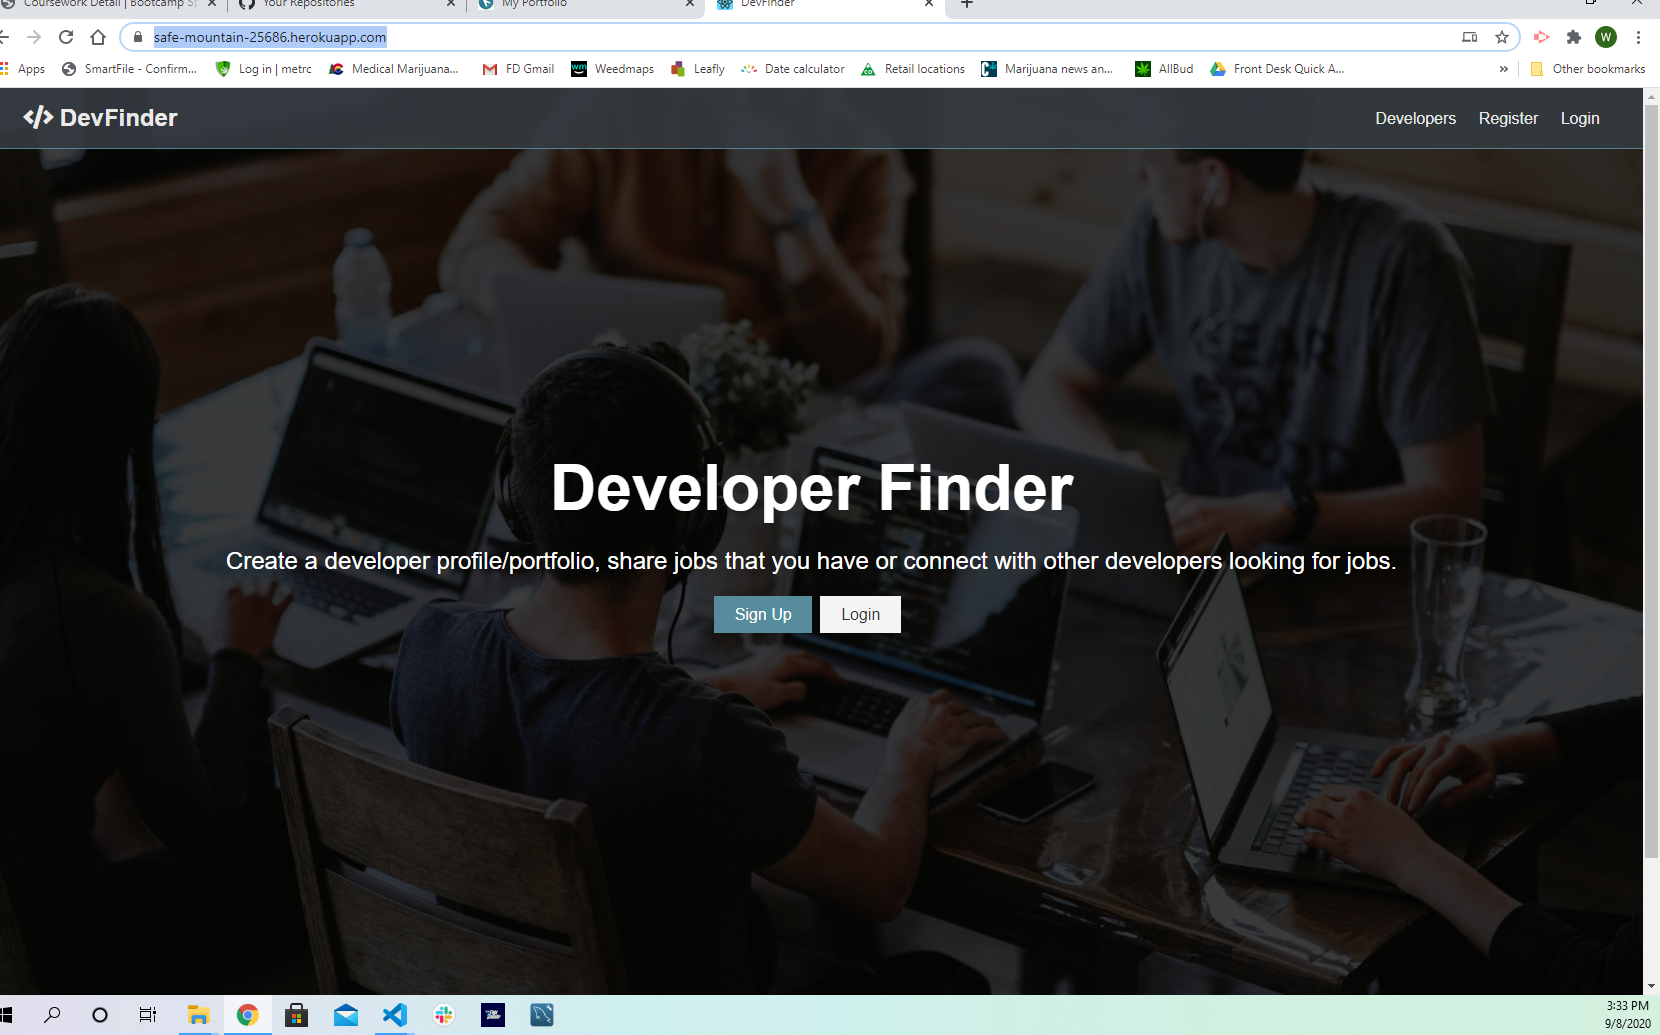 Coursework Detail | Bootcamp Sp
Your Repositories
My Portfolio
DevFinder
safe-mountain-25686.herokuapp.com
W
Apps
SmartFile - Confirm...
Log in | metrc
Medical Marijuana...
FD Gmail
wm
Weedmaps
Leafly
Date calculator
Retail locations
Marijuana news an...
AllBud
Front Desk Quick A...
»
Other bookmarks
</> DevFinder
Developers
Register
Login
Developer Finder
Create a developer profile/portfolio, share jobs that you have or connect with other developers looking for jobs.
Sign Up
Login
3:33 PM
9/8/2020